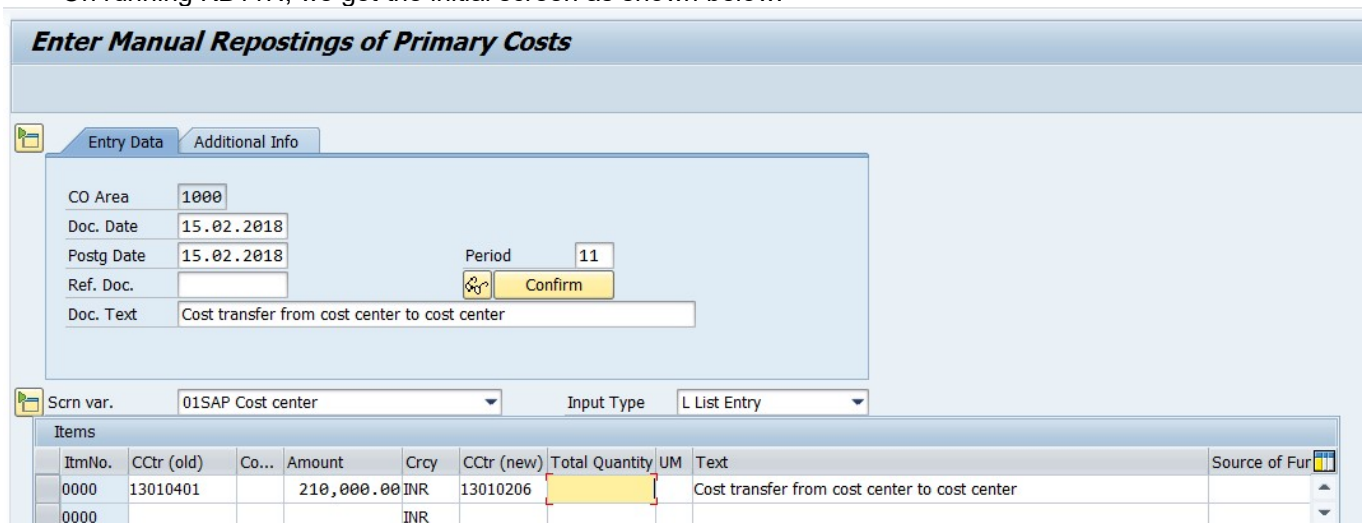 Enter Manual Repostings of Primary Costs
Entry Data Additional Info
CO Area 1000
Doc. Date 15.02.2018
Postg Date 15.02.2018 Period 11
Ref. Doc. Confirm
Doc. Text Cost transfer from cost center to cost center
Scrn var. 01SAP Cost center Input Type L List Entry
Items
ItmNo. CCtr (old) Co... Amount Crcy CCtr (new) Total Quantity UM Text Source of Fur
0000 13010401 210,000.00 INR 13010206 Cost transfer from cost center to cost center
0000 INR